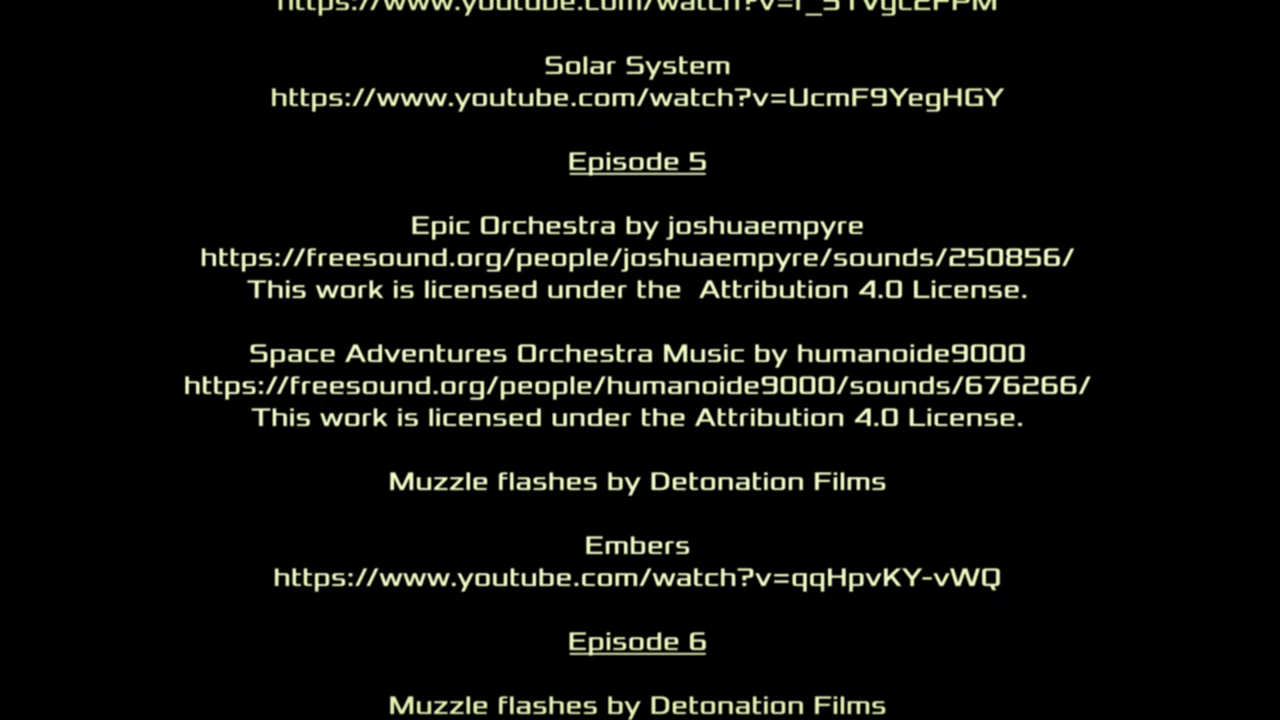 Solar System
https://www.youtube.com/watch?v=UcmF9YegHGY
Episode 5
Epic Orchestra by joshuaempyre
https://freesound.org/people/joshuaempyre/sounds/250856/
This work is licensed under the  Attribution 4.0 License.
Space Adventures Orchestra Music by humanoide9000
https://freesound.org/people/humanoide9000/sounds/676266/
This work is licensed under the Attribution 4.0 License.
Muzzle flashes by Detonation Films
Embers
https://www.youtube.com/watch?v=qqHpvKY-vWQ
Episode 6
Muzzle flashes by Detonation Films